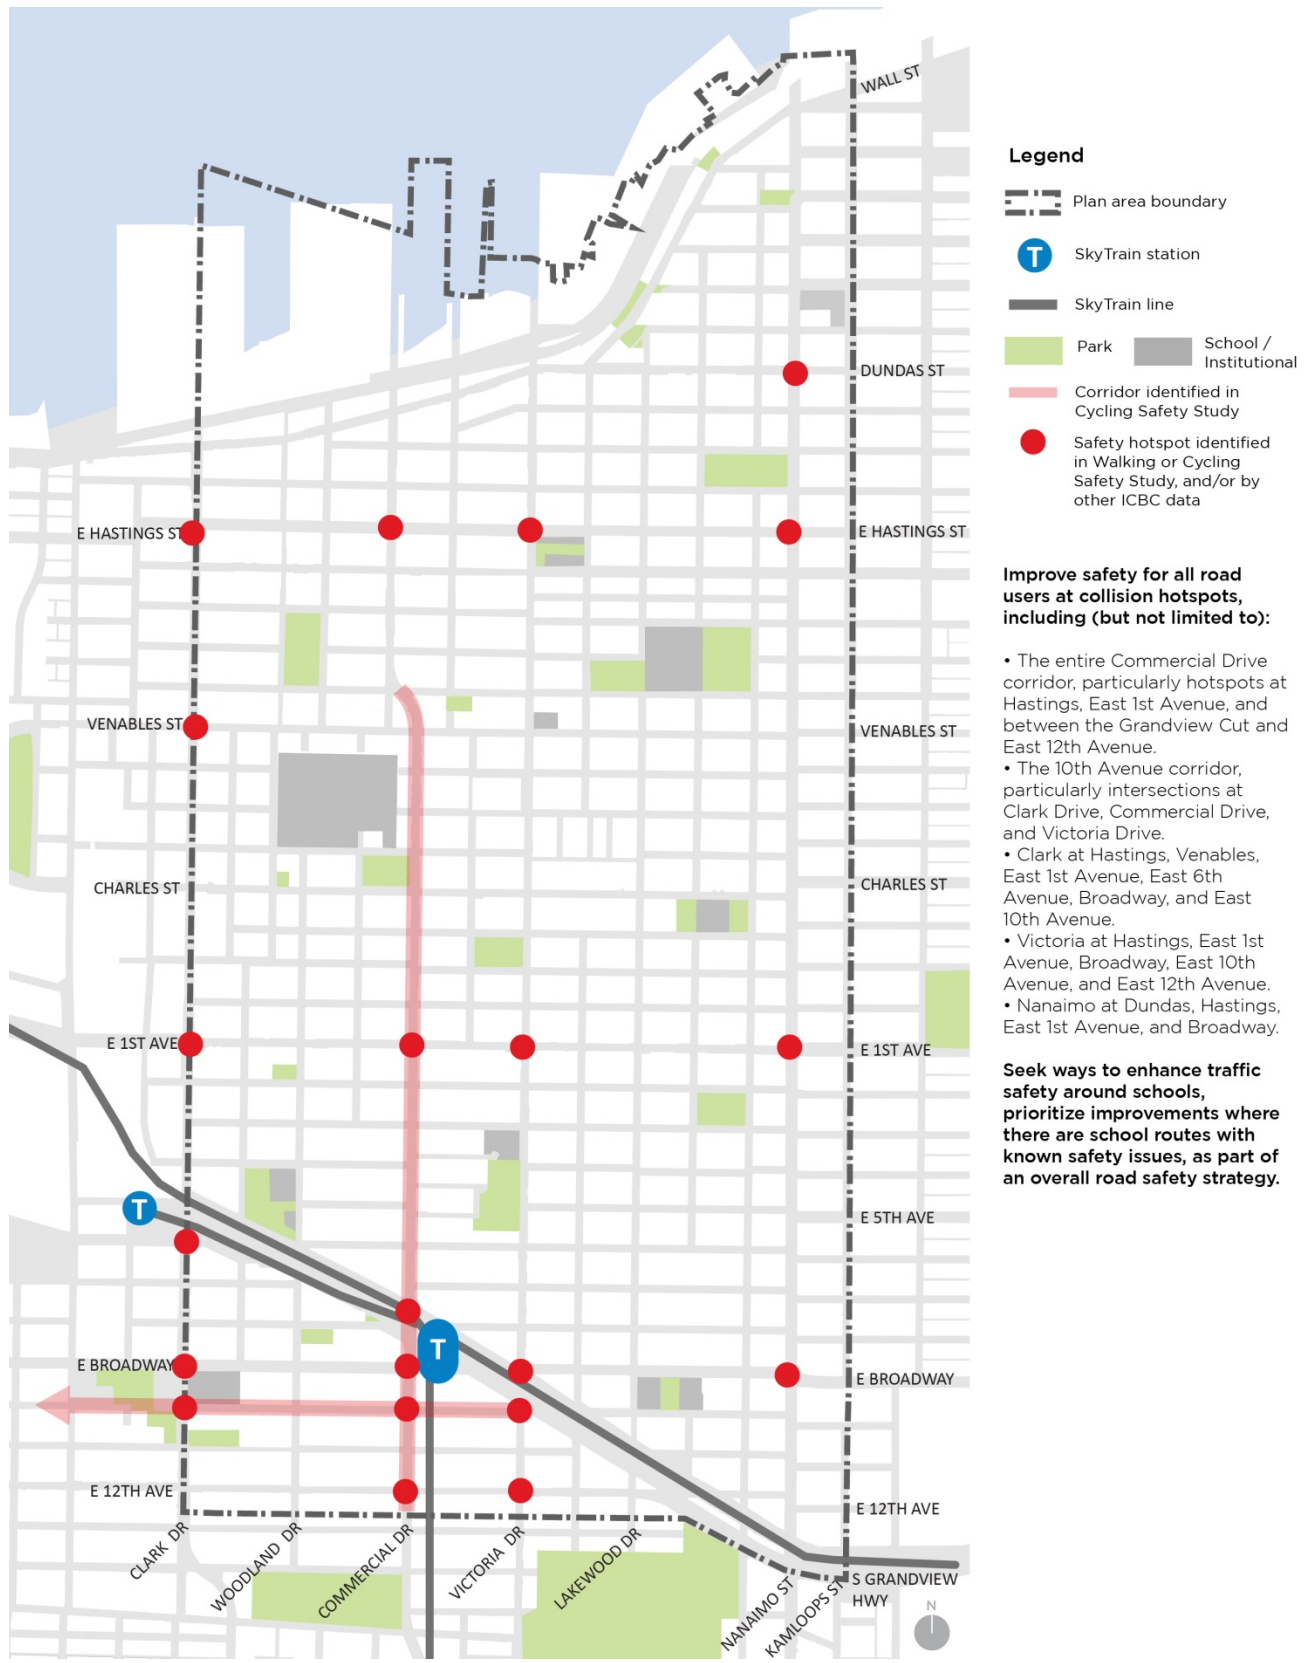 WALL ST
DUNDAS ST
E HASTINGS ST
E HASTINGS ST
VENABLES ST
VENABLES ST
CHARLES ST
CHARLES ST
E 1ST AVE
E 1ST AVE
T
E 5TH AVE
T
E BROADWAY
E BROADWAY
E 12TH AVE
E 12TH AVE
CLARK DR
WOODLAND DR
COMMERCIAL DR
VICTORIA DR
LAKEWOOD DR
NANAIMO ST
KAMLOOPS ST
S GRANDVIEW
HWY
N
Legend
Plan area boundary
T
SkyTrain station
SkyTrain line
Park
School /
Institutional
Corridor identified in
Cycling Safety Study
Safety hotspot identified
in Walking or Cycling
Safety Study, and/or by
other ICBC data
Improve safety for all road
users at collision hotspots,
including (but not limited to):
• The entire Commercial Drive
corridor, particularly hotspots at
Hastings, East 1st Avenue, and
between the Grandview Cut and
East 12th Avenue.
• The 10th Avenue corridor,
particularly intersections at
Clark Drive, Commercial Drive,
and Victoria Drive.
• Clark at Hastings, Venables,
East 1st Avenue, East 6th
Avenue, Broadway, and East
10th Avenue.
• Victoria at Hastings, East 1st
Avenue, Broadway, East 10th
Avenue, and East 12th Avenue.
• Nanaimo at Dundas, Hastings,
East 1st Avenue, and Broadway.
Seek ways to enhance traffic
safety around schools,
prioritize improvements where
there are school routes with
known safety issues, as part of
an overall road safety strategy.